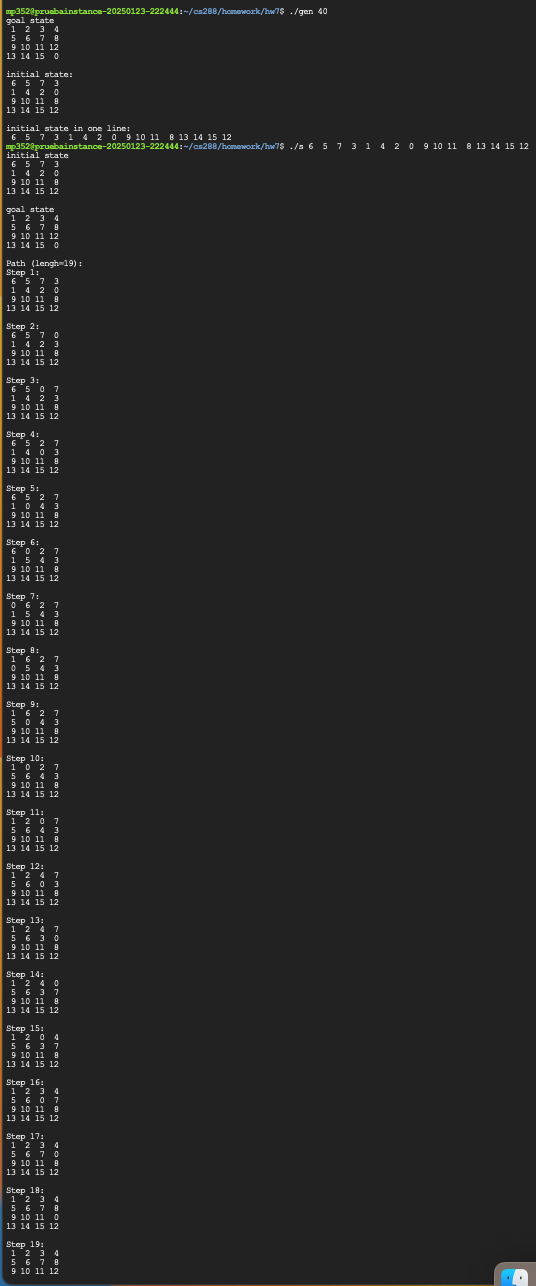 mp352@pruebainstance-20250123-222444:~/cs288/homework/hw7$ ./gen 40
goal state
1 2 3 4
5 6 7 8
9 10 11 12
13 14 15 0
initial state:
6 5 7 3
1 4 2 0
9 10 11 8
13 14 15 12
initial state in one line:
6 5 7 3 1 4 2 0 9 10 11 8 13 14 15 12
mp352@pruebainstance-20250123-222444:~/cs288/homework/hw7$ ./s 6 5 7 3 1 4 2 0 9 10 11 8 13 14 15 12
initial state
6 5 7 3
1 4 2 0
9 10 11 8
13 14 15 12
goal state
1 2 3 4
5 6 7 8
9 10 11 12
13 14 15 0
Path (lengh=19):
Step 1:
6 5 7 3
1 4 2 0
9 10 11 8
13 14 15 12
Step 2:
6 5 7 0
1 4 2 3
9 10 11 8
13 14 15 12
Step 3:
6 5 0 7
1 4 2 3
9 10 11 8
13 14 15 12
Step 4:
6 5 2 7
1 4 0 3
9 10 11 8
13 14 15 12
Step 5:
6 5 2 7
1 0 4 3
9 10 11 8
13 14 15 12
Step 6:
6 0 2 7
1 5 4 3
9 10 11 8
13 14 15 12
Step 7:
0 6 2 7
1 5 4 3
9 10 11 8
13 14 15 12
Step 8:
1 6 2 7
0 5 4 3
9 10 11 8
13 14 15 12
Step 9:
1 6 2 7
5 0 4 3
9 10 11 8
13 14 15 12
Step 10:
1 0 2 7
5 6 4 3
9 10 11 8
13 14 15 12
Step 11:
1 2 0 7
5 6 4 3
9 10 11 8
13 14 15 12
Step 12:
1 2 4 7
5 6 0 3
9 10 11 8
13 14 15 12
Step 13:
1 2 4 7
5 6 3 0
9 10 11 8
13 14 15 12
Step 14:
1 2 4 0
5 6 3 7
9 10 11 8
13 14 15 12
Step 15:
1 2 0 4
5 6 3 7
9 10 11 8
13 14 15 12
Step 16:
1 2 3 4
5 6 0 7
9 10 11 8
13 14 15 12
Step 17:
1 2 3 4
5 6 7 0
9 10 11 8
13 14 15 12
Step 18:
1 2 3 4
5 6 7 8
9 10 11 0
13 14 15 12
Step 19:
1 2 3 4
5 6 7 8
9 10 11 12